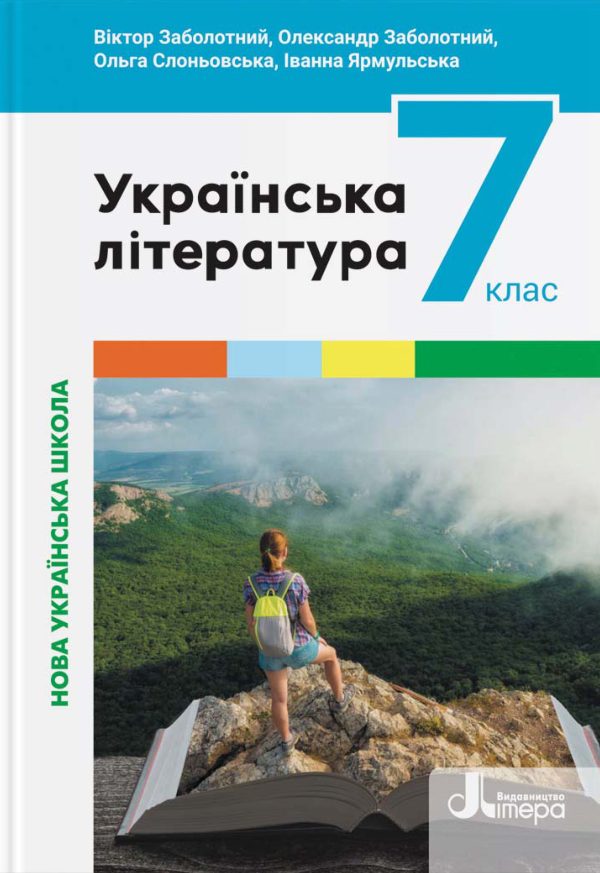 Віктор Заболотний, Олександр Заболотний,
Ольга Слоньовська, Іванна Ярмульська
7
Українська
література
клас
НОВА УКРАЇНСЬКА ШКОЛА
Видавництво
Літера